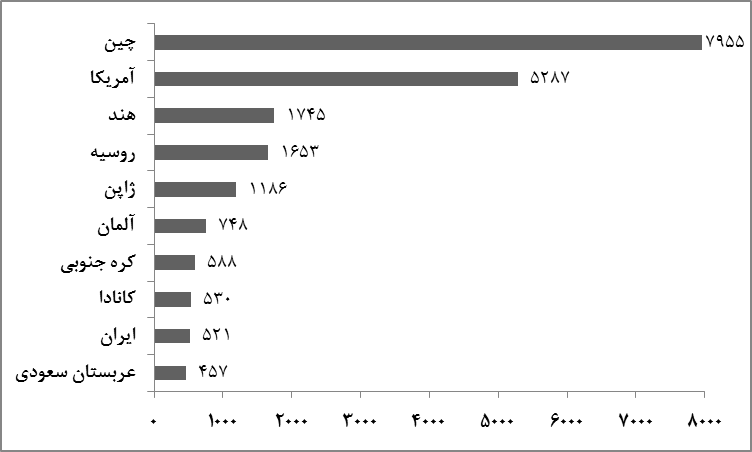 چین ۷۹۵۵
آمریکا ۵۲۸۷
هند ۱۷۴۵
روسیه ۱۶۵۳
ژاپن ۱۱۸۶
آلمان ۷۴۸
کره جنوبی ۵۸۸
کانادا ۵۳۰
ایران ۵۲۱
عربستان سعودی ۴۵۷
۰ ۱۰۰۰ ۲۰۰۰ ۳۰۰۰ ۴۰۰۰ ۵۰۰۰ ۶۰۰۰ ۷۰۰۰ ۸۰۰۰